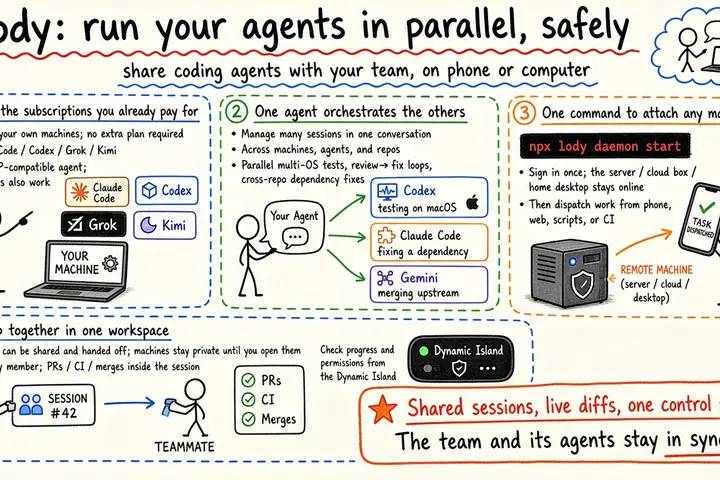 ody: run your agents in parallel, safely
share coding agents with your team, on phone or computer
the subscriptions you already pay for
your own machines; no extra plan required
Code / Codex / Grok / Kimi
P-compatible agent;
s also work
Claude
Code
Codex
Grok
Kimi
YOUR
MACHINE
2 One agent orchestrates the others
• Manage many sessions in one conversation
• Across machines, agents, and repos
• Parallel multi-OS tests, review→ fix loops,
cross-repo dependency fixes
Your Agent
Codex
testing on macOS
Claude Code
fixing a dependency
Gemini
merging upstream
3 One command to attach any ma
npx lody daemon start
• Sign in once; the server / cloud box /
home desktop stays online
• Then dispatch work from phone,
web, scripts, or CI
TASK
DISPATCHED
REMOTE MACHINE
(server / cloud /
desktop)
together in one workspace
can be shared and handed off; machines stay private until you open them
y member; PRs / CI / merges inside the session
SESSION
#42
TEAMMATE
PRs
CI
Merges
Check progress and
permissions from
the Dynamic Island
Dynamic Island
Shared sessions, live diffs, one control
The team and its agents stay in sync